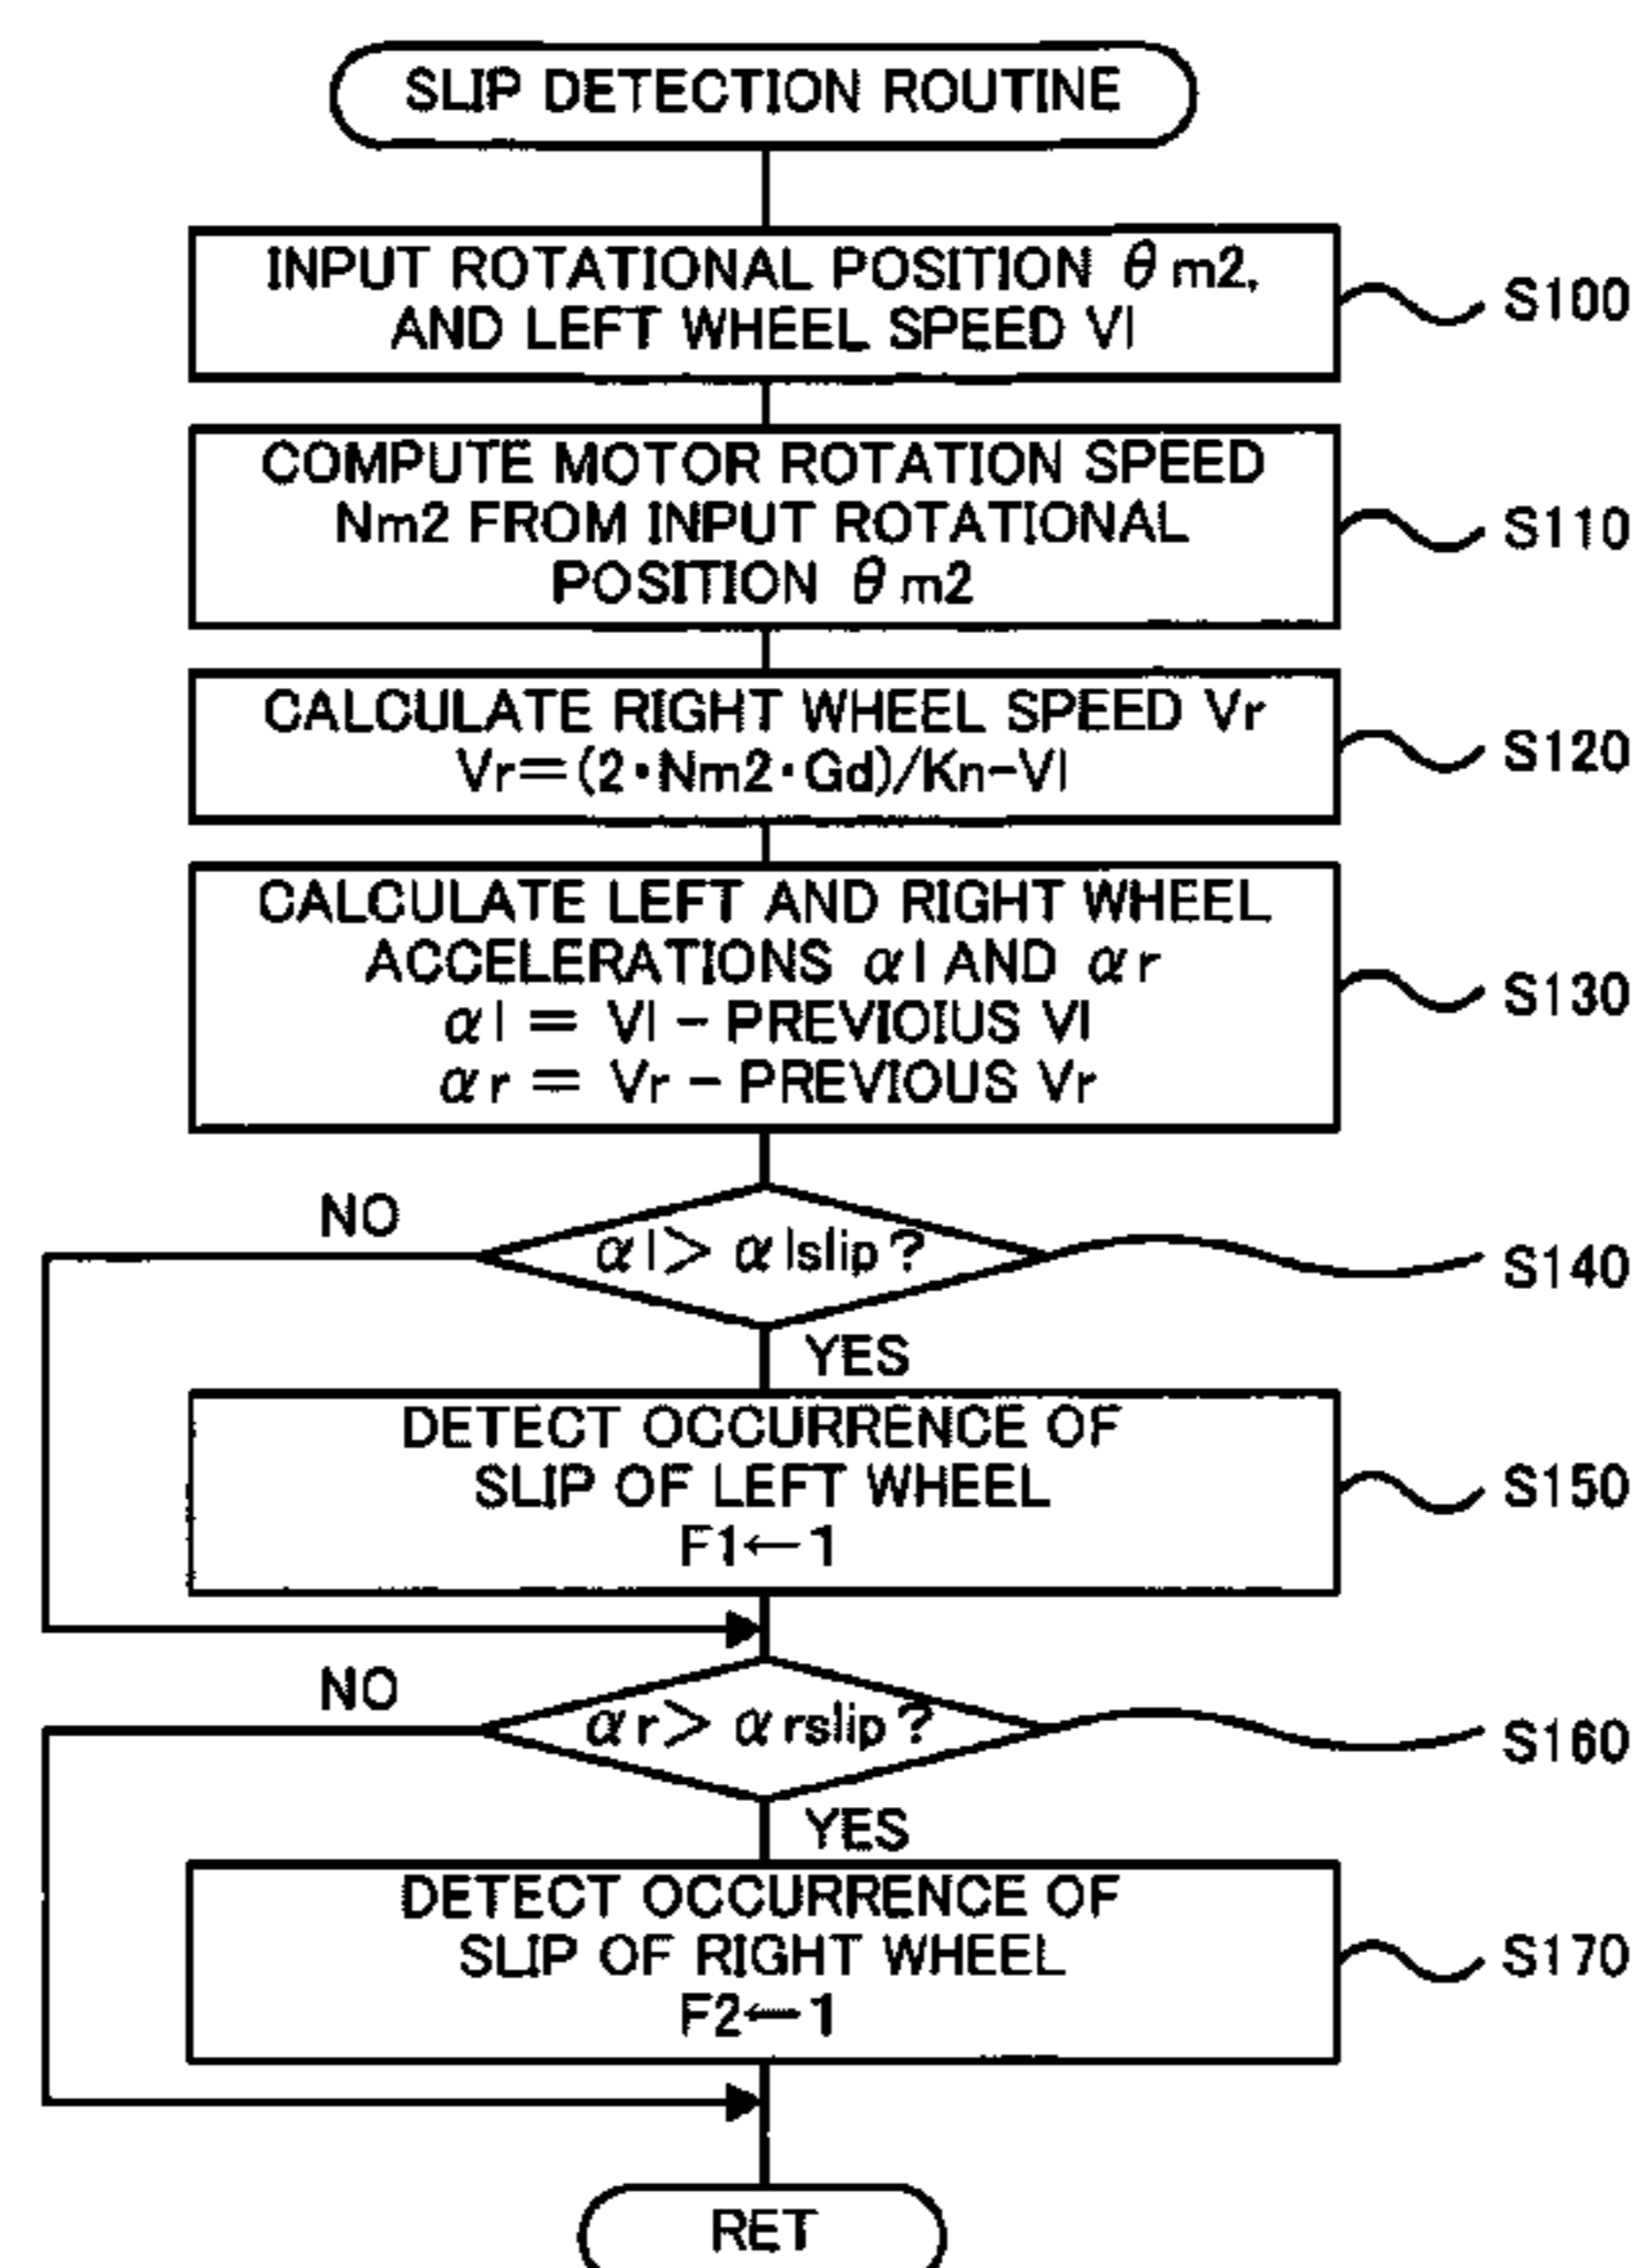 SLIP DETECTION ROUTINE
INPUT ROTATIONAL POSITION θm2,
AND LEFT WHEEL SPEED Vl
S100
COMPUTE MOTOR ROTATION SPEED
Nm2 FROM INPUT ROTATIONAL
POSITION θm2
S110
CALCULATE RIGHT WHEEL SPEED Vr
Vr=(2·Nm2·Gd)/Kn-Vl
S120
CALCULATE LEFT AND RIGHT WHEEL
ACCELERATIONS αl AND αr
αl = Vl - PREVIOIUS Vl
αr = Vr - PREVIOUS Vr
S130
NO
αl> αlslip?
S140
YES
DETECT OCCURRENCE OF
SLIP OF LEFT WHEEL
F1←1
S150
NO
αr> αrslip?
S160
YES
DETECT OCCURRENCE OF
SLIP OF RIGHT WHEEL
F2←1
S170
RET